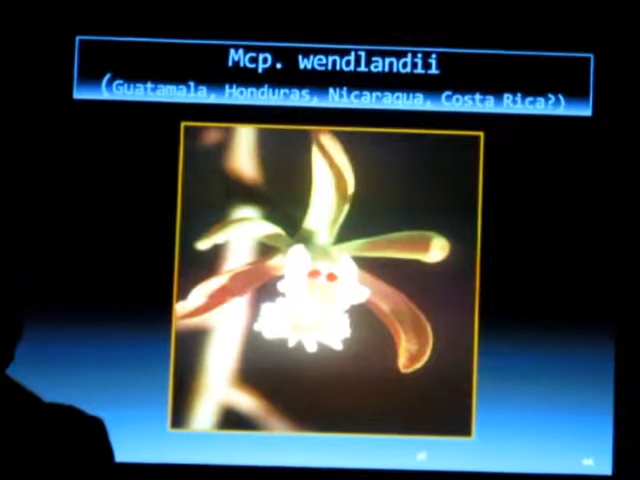 Mcp. wendlandii
(Guatamala, Honduras, Nicaragua, Costa Rica?)